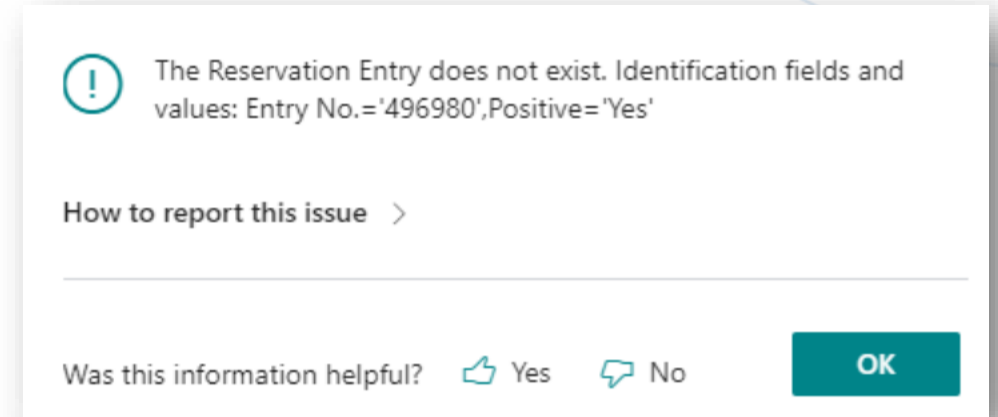 The Reservation Entry does not exist. Identification fields and
values: Entry No.='496980',Positive='Yes'
How to report this issue
Was this information helpful? Yes No OK